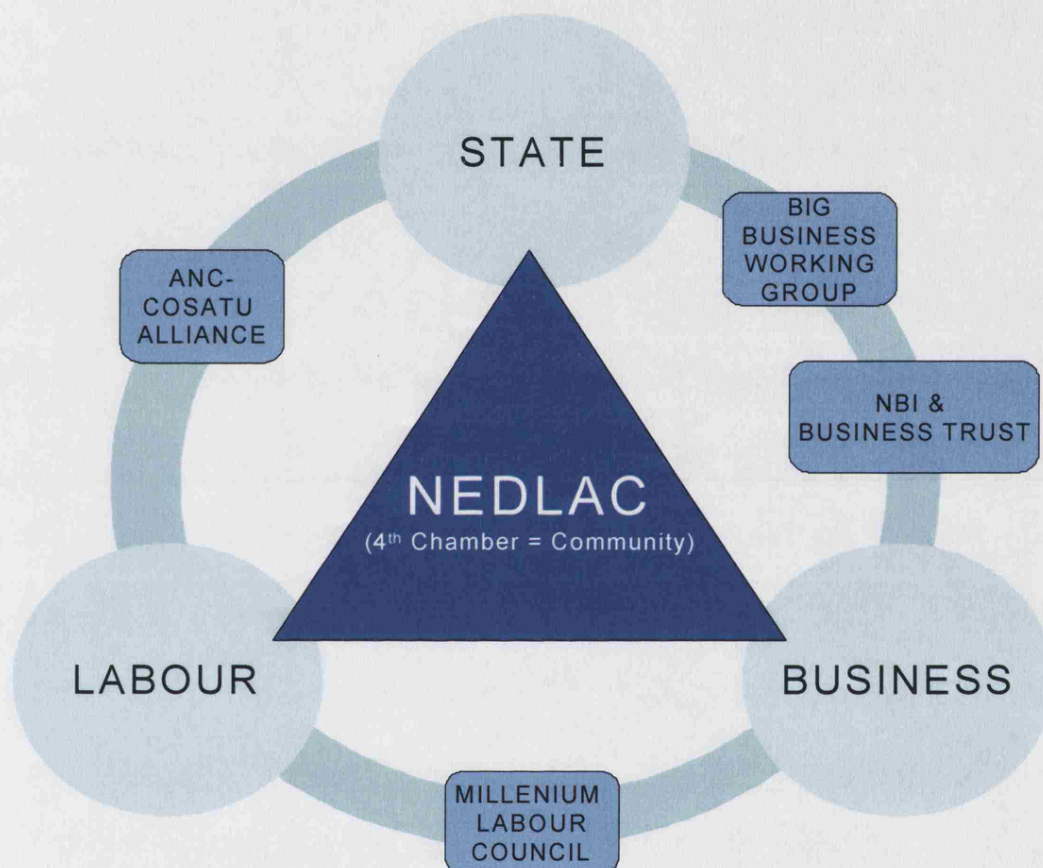 STATE
BIG
BUSINESS
WORKING
GROUP
ANC-
COSATU
ALLIANCE
NBI &
BUSINESS TRUST
NEDLAC
(4th Chamber = Community)
LABOUR
BUSINESS
MILLENIUM
LABOUR
COUNCIL